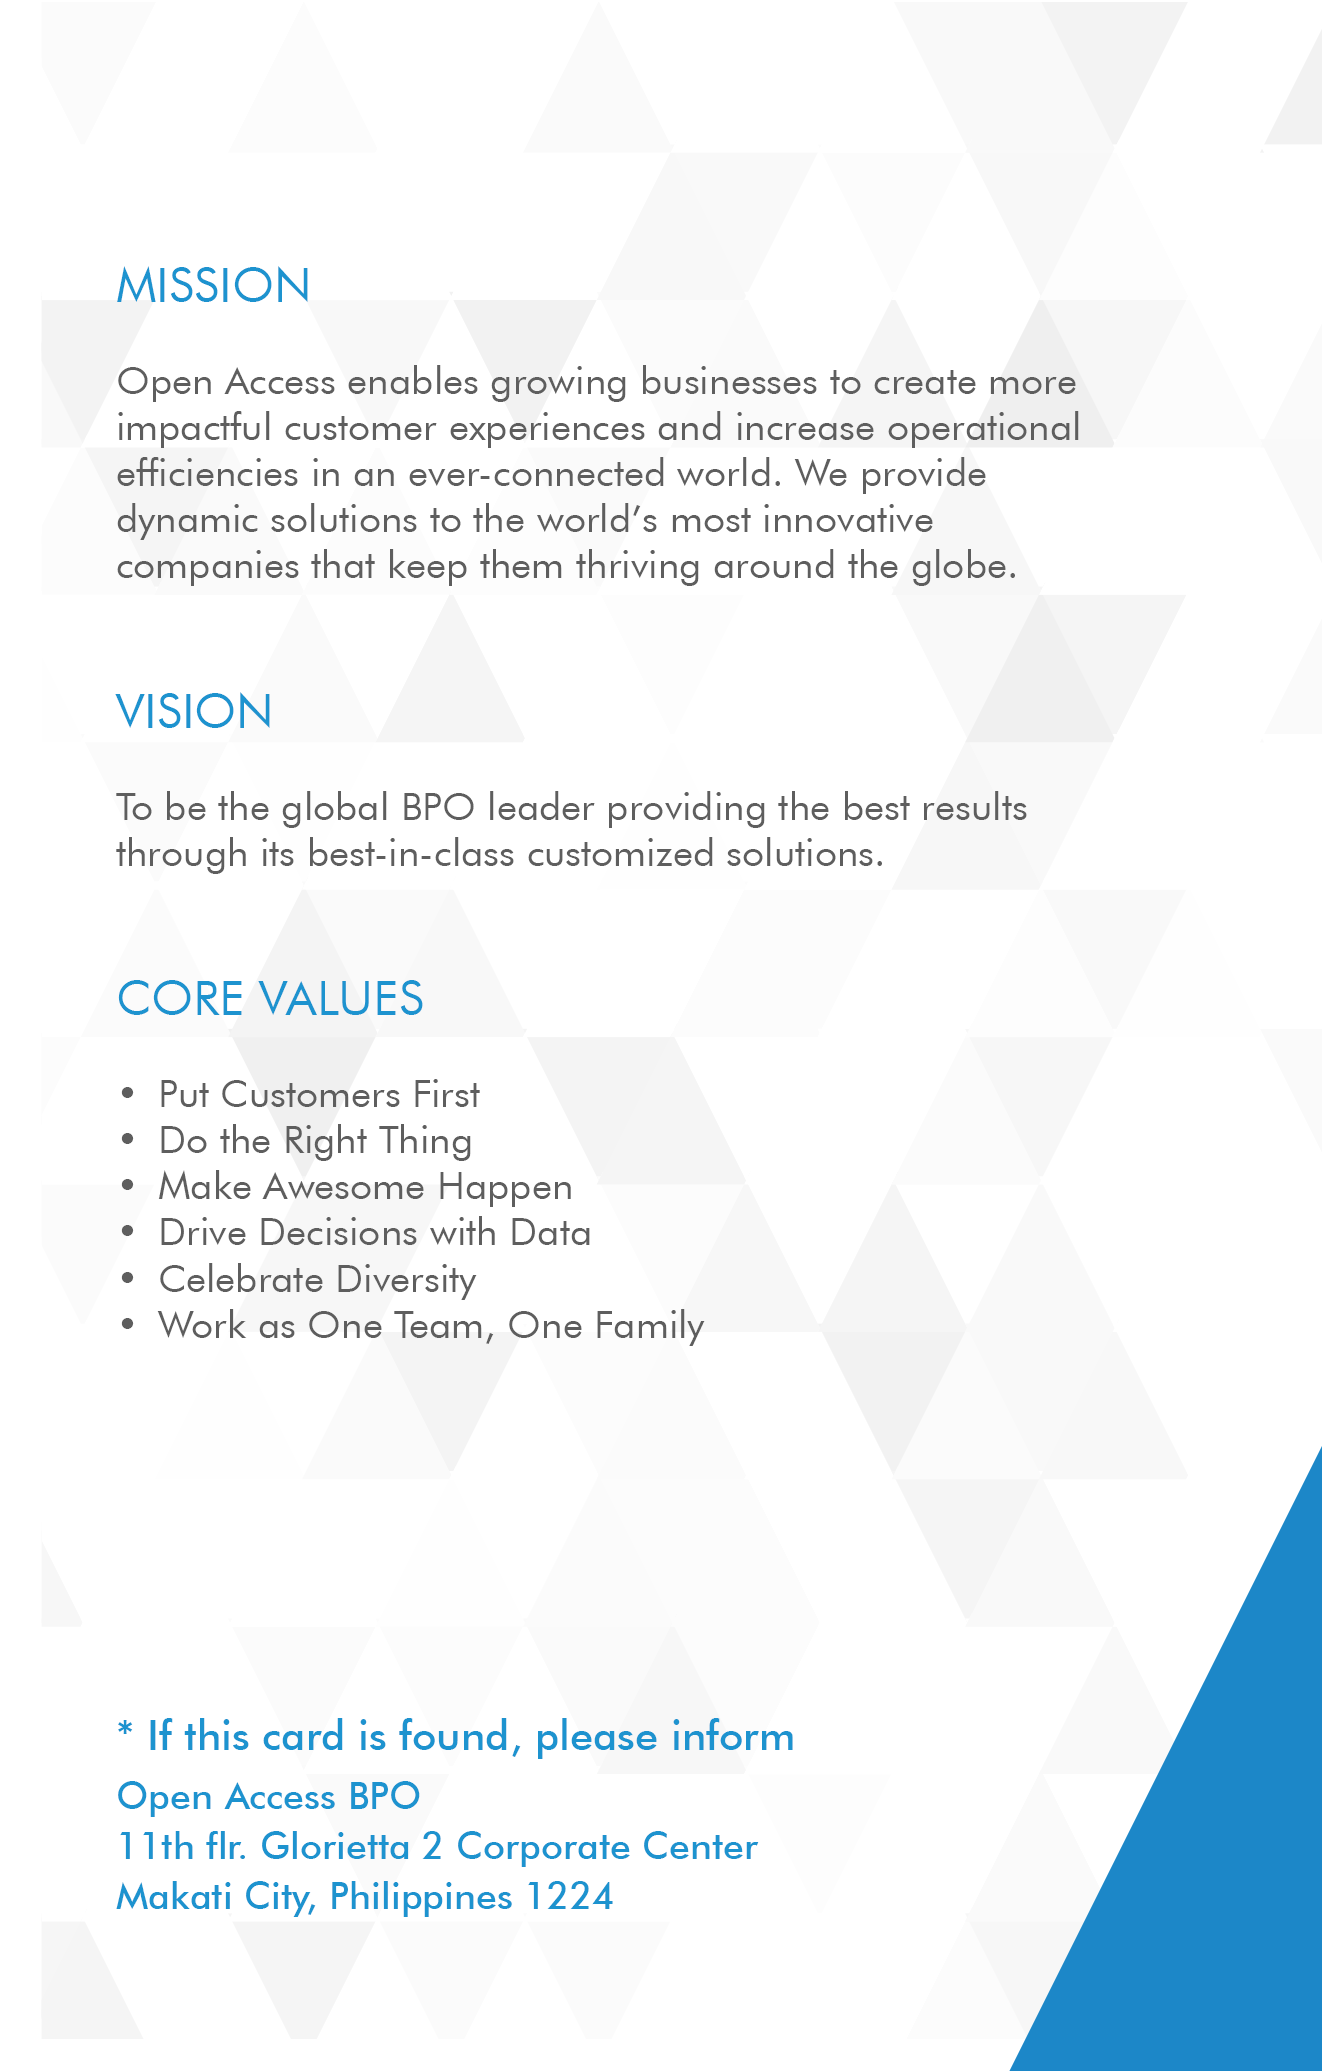 MISSION
Open Access enables growing businesses to create more
impactful customer experiences and increase operational
efficiencies in an ever-connected world. We provide
dynamic solutions to the world’s most innovative
companies that keep them thriving around the globe.
VISION
To be the global BPO leader providing the best results
through its best-in-class customized solutions.
CORE VALUES
• Put Customers First
• Do the Right Thing
• Make Awesome Happen
• Drive Decisions with Data
• Celebrate Diversity
• Work as One Team, One Family
* If this card is found, please inform
Open Access BPO
11th flr. Glorietta 2 Corporate Center
Makati City, Philippines 1224